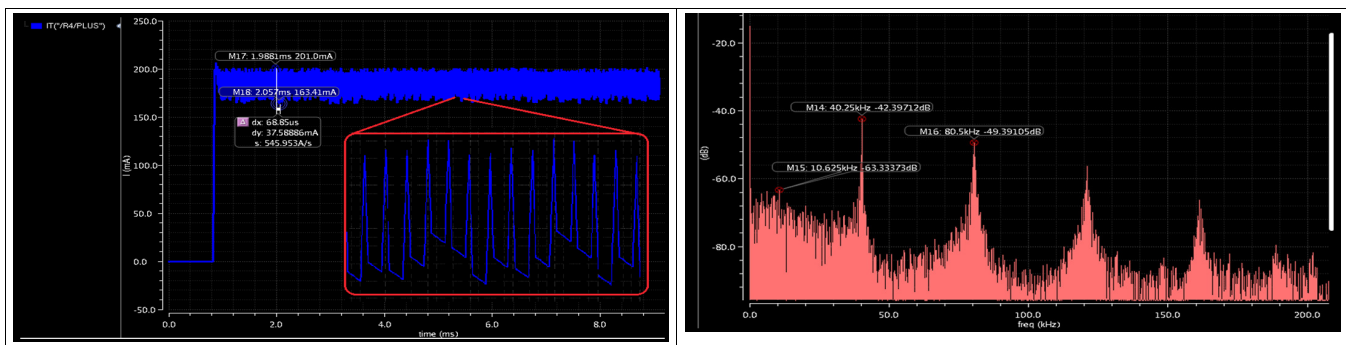 IT("/R4/PLUS")
250.0
200.0
150.0
100.0
50.0
0.0
-50.0
I (mA)
M17: 1.9881ms 201.0mA
M18: 2.057ms 163.41mA
dx: 68.85us
dy: 37.58886mA
s: 545.953A/s
0.0
2.0
4.0
6.0
8.0
time (ms)
-20.0
-40.0
-60.0
-80.0
(dB)
M14: 40.25kHz -42.39712dB
M16: 80.5kHz -49.39105dB
M15: 10.625kHz -63.33373dB
0.0
50.0
100.0
150.0
200.0
freq (kHz)